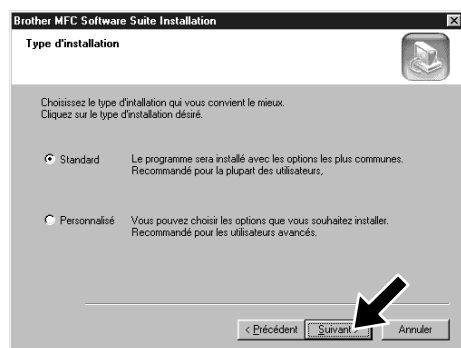 Brother MFC Software Suite Installation
Type d'installation
Choisissez le type d'intallation qui vous convient le mieux.
Cliquez sur le type d'installation désiré.
Standard
Le programme sera installé avec les options les plus communes.
Recommandé pour la plupart des utilisateurs,
Personnalisé
Vous pouvez choisir les options que vous souhaitez installer.
Recommandé pour les utilisateurs avancés.
< Précédent
Suivant >
Annuler